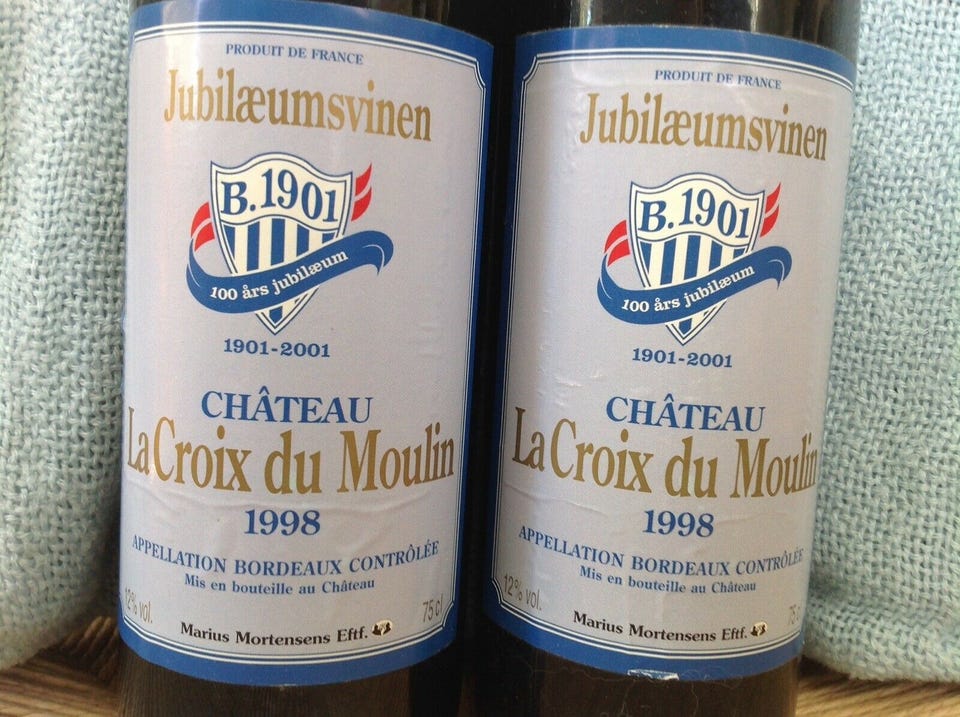 PRODUIT DE FRANCE
Jubilæumsvinen
B.1901
100 års jubilæum
1901-2001
CHÂTEAU
La Croix du Moulin
1998
APPELLATION BORDEAUX CONTRÔLÉE
Mis en bouteille au Château
12% vol.
75 cl
Marius Mortensens Eftf.
PRODUIT DE FRANCE
Jubilæumsvinen
B.1901
100 års jubilæum
1901-2001
CHÂTEAU
La Croix du Moulin
1998
APPELLATION BORDEAUX CONTRÔLÉE
Mis en bouteille au Château
12% vol.
75 cl
Marius Mortensens Eftf.